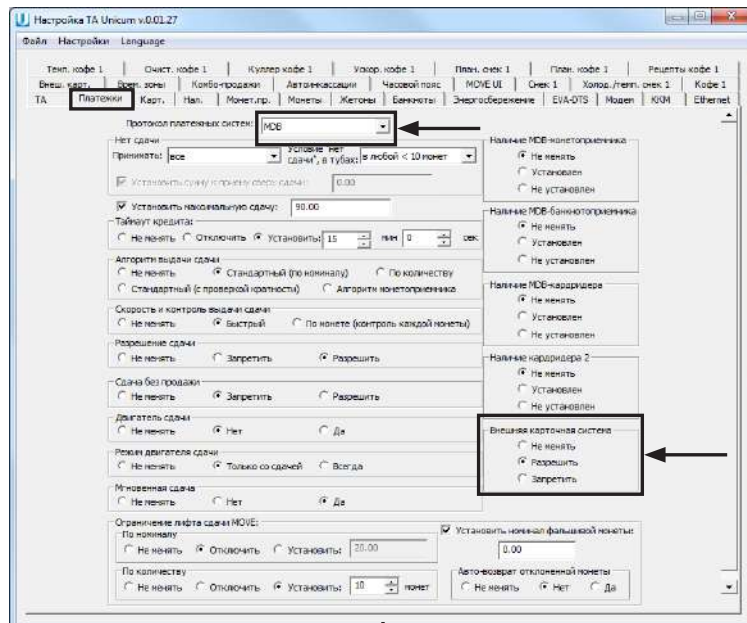 Настройка TA Unicum v.0.01.27
Файл Настройки Language
Темп. кофе 1 Очист. кофе 1 Куллер кофе 1 Ускор. кофе 1 План. снек 1 План. кофе 1 Рецепты кофе 1
Внеш. карт. Врем. зоны Комбо-продажи Автоинкассации Часовой пояс MOVE UI Снек 1 Холод./темп. снек 1 Кофе 1
ТА Платежки Карт. Нал. Монет.пр. Монеты Жетоны Банкноты Энергосбережение EVA-DTS Модем ККМ Ethernet
Протокол платежных систем: MDB
Нет сдачи
Принимать: все Условие "Нет сдачи", в тубах: в любой < 10 монет
Установить сумму к приему сверх сдачи: 0.00
Установить максимальную сдачу: 90.00
Таймаут кредита:
Не менять Отключить Установить: 15 мин 0 сек
Алгоритм выдачи сдачи
Не менять Стандартный (по номиналу) По количеству
Стандартный (с проверкой кратности) Алгоритм монетоприемника
Скорость и контроль выдачи сдачи
Не менять Быстрый По монете (контроль каждой монеты)
Разрешение сдачи
Не менять Запретить Разрешить
Сдача без продажи
Не менять Запретить Разрешить
Двигатель сдачи
Не менять Нет Да
Режим двигателя сдачи
Не менять Только со сдачей Всегда
Мгновенная сдача
Не менять Нет Да
Ограничение лифта сдачи MOVE:
По номиналу
Не менять Отключить Установить: 20.00
По количеству
Не менять Отключить Установить: 10 монет
Наличие MDB-монетоприемника
Не менять
Установлен
Не установлен
Наличие MDB-банкнотоприемника
Не менять
Установлен
Не установлен
Наличие MDB-кардридера
Не менять
Установлен
Не установлен
Наличие кардридера 2
Не менять
Установлен
Не установлен
Внешняя карточная система
Не менять
Разрешить
Запретить
Установить номинал фальшивой монеты:
0.00
Авто-возврат отклоненной монеты
Не менять Нет Да